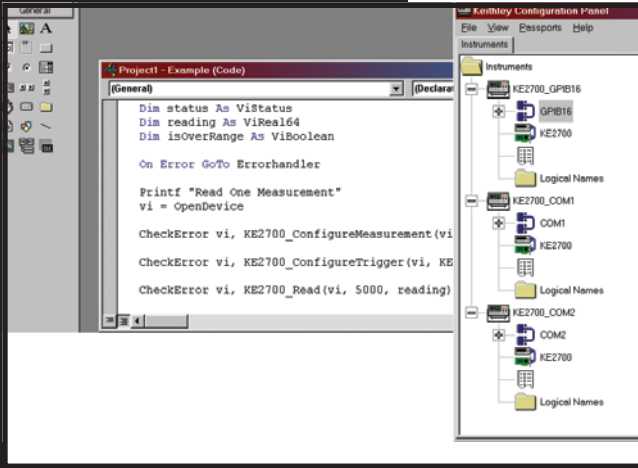 General
A
Project1 - Example (Code)
(General)
(Declarat
Dim status As ViStatus
Dim reading As ViReal64
Dim isOverRange As ViBoolean
On Error GoTo Errorhandler
Printf "Read One Measurement"
vi = OpenDevice
CheckError vi, KE2700_ConfigureMeasurement(vi
CheckError vi, KE2700_ConfigureTrigger(vi, KE
CheckError vi, KE2700_Read(vi, 5000, reading)
Keithley Configuration Panel
File View Passports Help
Instruments
Instruments
KE2700_GPIB16
GPIB16
KE2700
Logical Names
KE2700_COM1
COM1
KE2700
Logical Names
KE2700_COM2
COM2
KE2700
Logical Names